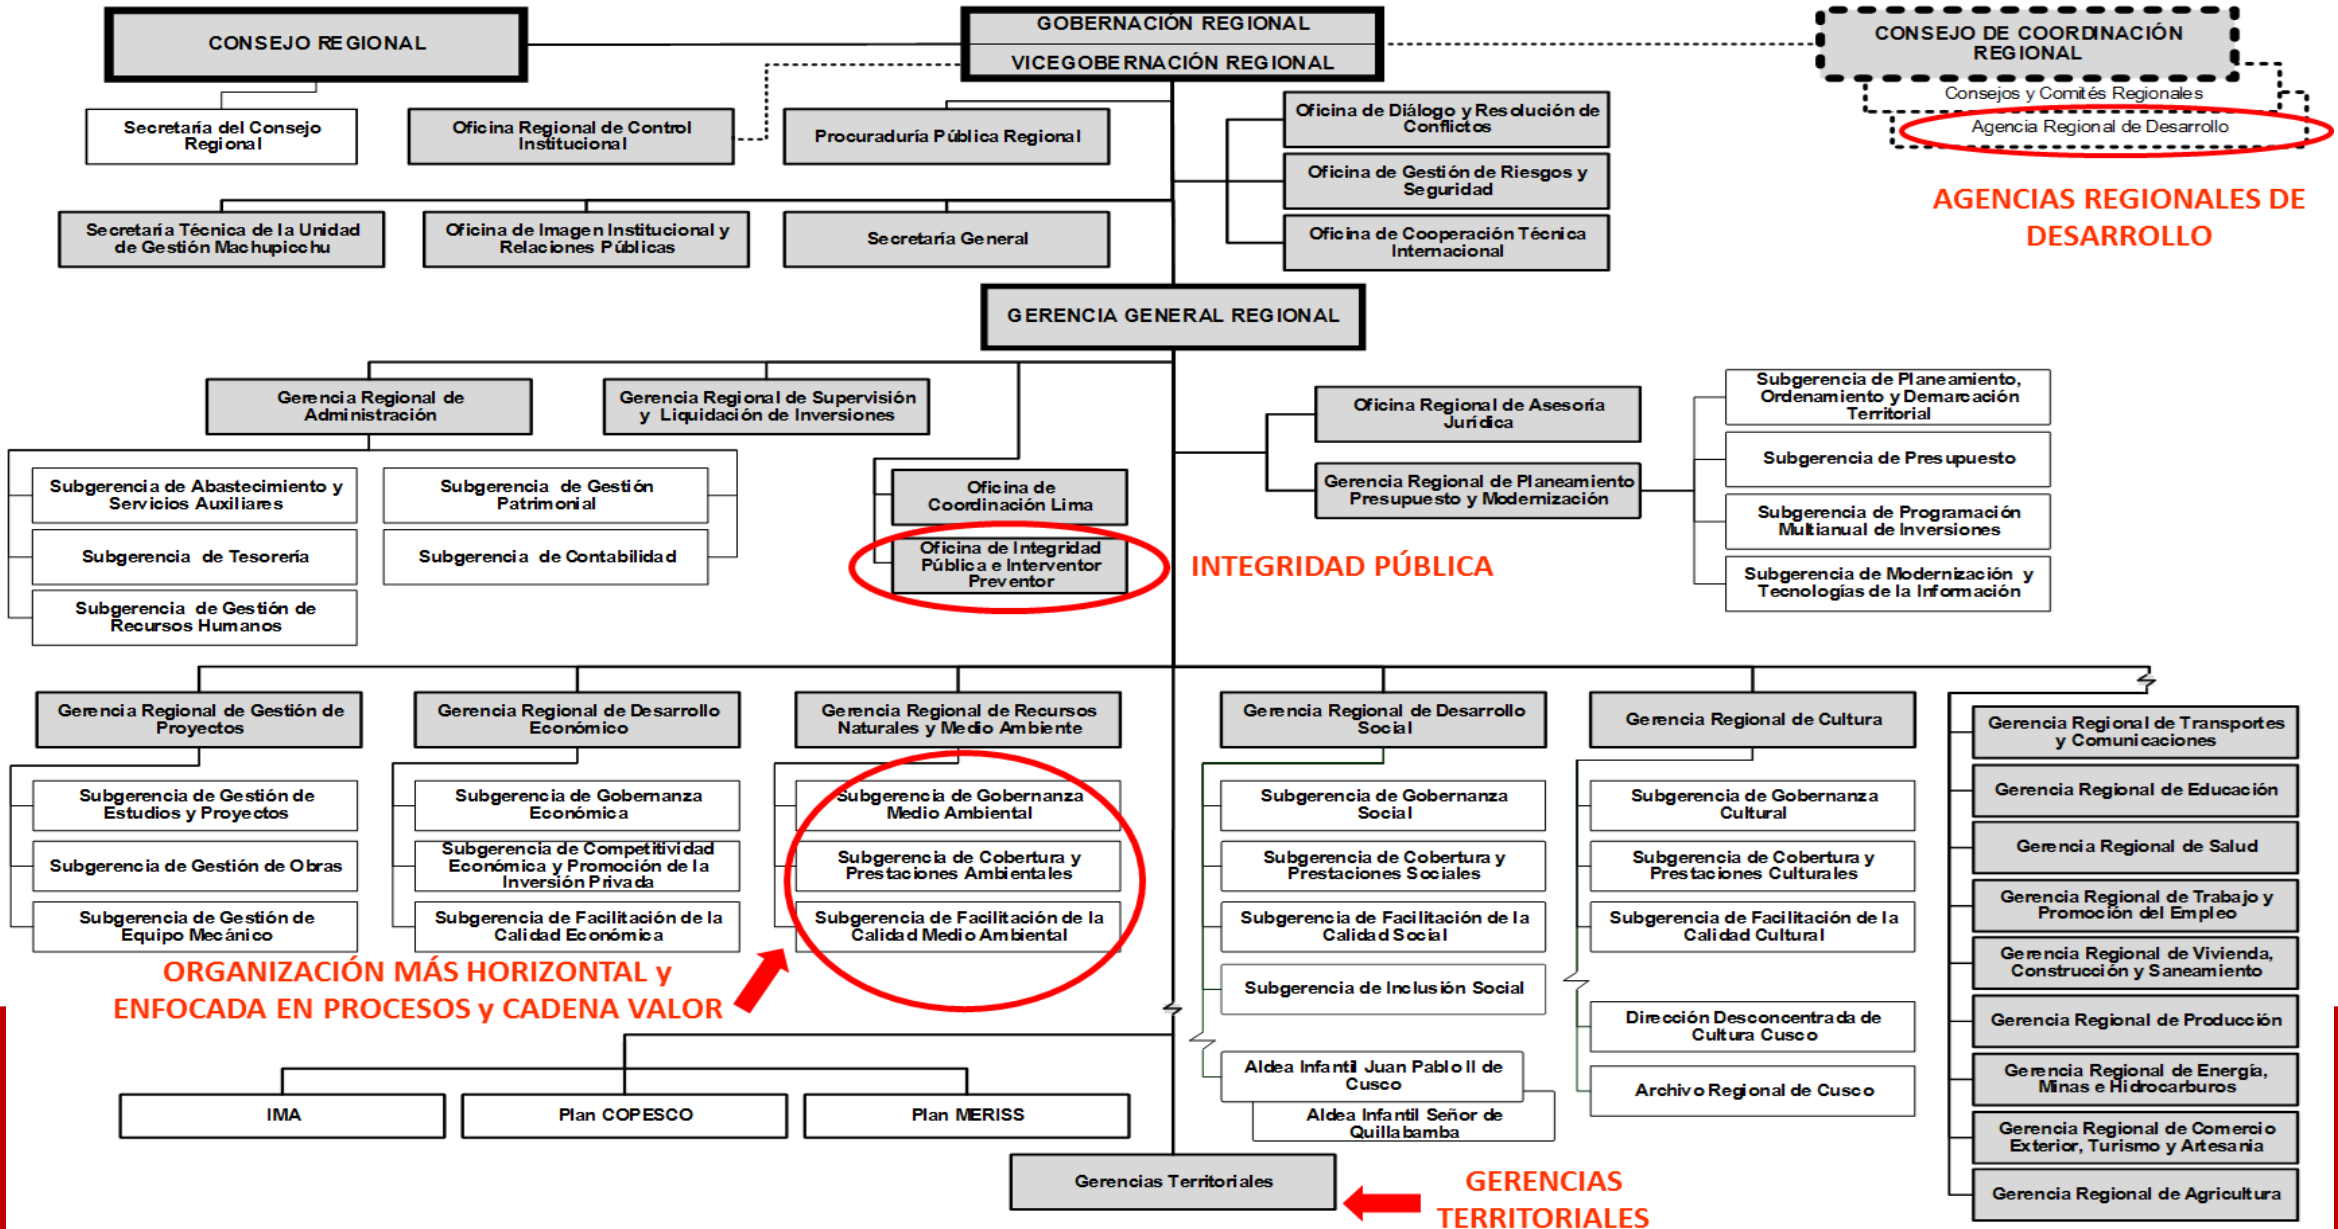 CONSEJO REGIONAL
GOBERNACIÓN REGIONAL
VICEGOBERNACIÓN REGIONAL
CONSEJO DE COORDINACIÓN
REGIONAL
Consejos y Comités Regionales
Agencia Regional de Desarrollo
AGENCIAS REGIONALES DE
DESARROLLO
Secretaría del Consejo
Regional
Oficina Regional de Control
Institucional
Procuraduría Pública Regional
Oficina de Diálogo y Resolución de
Conflictos
Oficina de Gestión de Riesgos y
Seguridad
Oficina de Cooperación Técnica
Internacional
Secretaría Técnica de la Unidad
de Gestión Machupicchu
Oficina de Imagen Institucional y
Relaciones Públicas
Secretaría General
GERENCIA GENERAL REGIONAL
Gerencia Regional de
Administración
Gerencia Regional de Supervisión
y Liquidación de Inversiones
Subgerencia de Abastecimiento y
Servicios Auxiliares
Subgerencia de Gestión
Patrimonial
Subgerencia de Tesorería
Subgerencia de Contabilidad
Subgerencia de Gestión de
Recursos Humanos
Oficina de
Coordinación Lima
Oficina de Integridad
Pública e Interventor
Preventor
INTEGRIDAD PÚBLICA
Oficina Regional de Asesoría
Jurídica
Gerencia Regional de Planeamiento
Presupuesto y Modernización
Subgerencia de Planeamiento,
Ordenamiento y Demarcación
Territorial
Subgerencia de Presupuesto
Subgerencia de Programación
Multianual de Inversiones
Subgerencia de Modernización y
Tecnologías de la Información
Gerencia Regional de Gestión de
Proyectos
Subgerencia de Gestión de
Estudios y Proyectos
Subgerencia de Gestión de Obras
Subgerencia de Gestión de
Equipo Mecánico
Gerencia Regional de Desarrollo
Económico
Subgerencia de Gobernanza
Económica
Subgerencia de Competitividad
Económica y Promoción de la
Inversión Privada
Subgerencia de Facilitación de la
Calidad Económica
Gerencia Regional de Recursos
Naturales y Medio Ambiente
Subgerencia de Gobernanza
Medio Ambiental
Subgerencia de Cobertura y
Prestaciones Ambientales
Subgerencia de Facilitación de la
Calidad Medio Ambiental
ORGANIZACIÓN MÁS HORIZONTAL y
ENFOCADA EN PROCESOS y CADENA VALOR
Gerencia Regional de Desarrollo
Social
Subgerencia de Gobernanza
Social
Subgerencia de Cobertura y
Prestaciones Sociales
Subgerencia de Facilitación de la
Calidad Social
Subgerencia de Inclusión Social
Aldea Infantil Juan Pablo II de
Cusco
Aldea Infantil Señor de
Quillabamba
Gerencia Regional de Cultura
Subgerencia de Gobernanza
Cultural
Subgerencia de Cobertura y
Prestaciones Culturales
Subgerencia de Facilitación de la
Calidad Cultural
Dirección Desconcentrada de
Cultura Cusco
Archivo Regional de Cusco
Gerencia Regional de Transportes
y Comunicaciones
Gerencia Regional de Educación
Gerencia Regional de Salud
Gerencia Regional de Trabajo y
Promoción del Empleo
Gerencia Regional de Vivienda,
Construcción y Saneamiento
Gerencia Regional de Producción
Gerencia Regional de Energía,
Minas e Hidrocarburos
Gerencia Regional de Comercio
Exterior, Turismo y Artesania
Gerencia Regional de Agricultura
IMA
Plan COPESCO
Plan MERISS
Gerencias Territoriales
GERENCIAS
TERRITORIALES